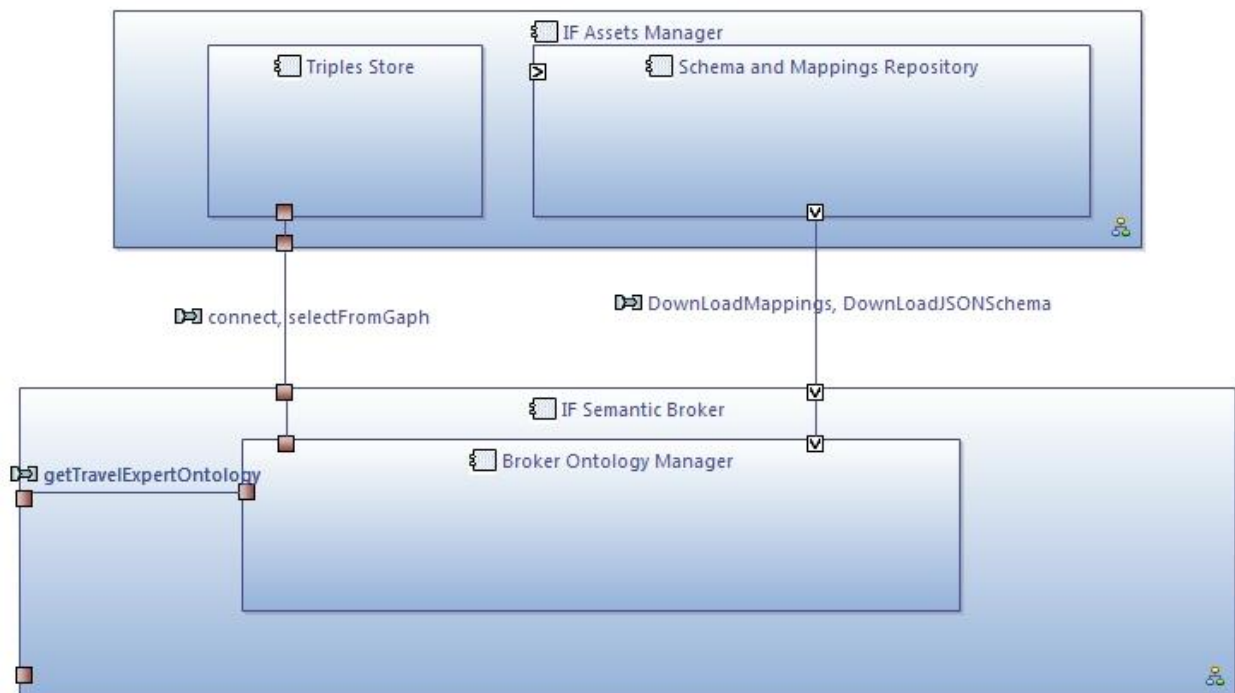 IF Assets Manager
Triples Store
Schema and Mappings Repository
connect, selectFromGaph
DownLoadMappings, DownLoadJSONSchema
IF Semantic Broker
Broker Ontology Manager
getTravelExpertOntology